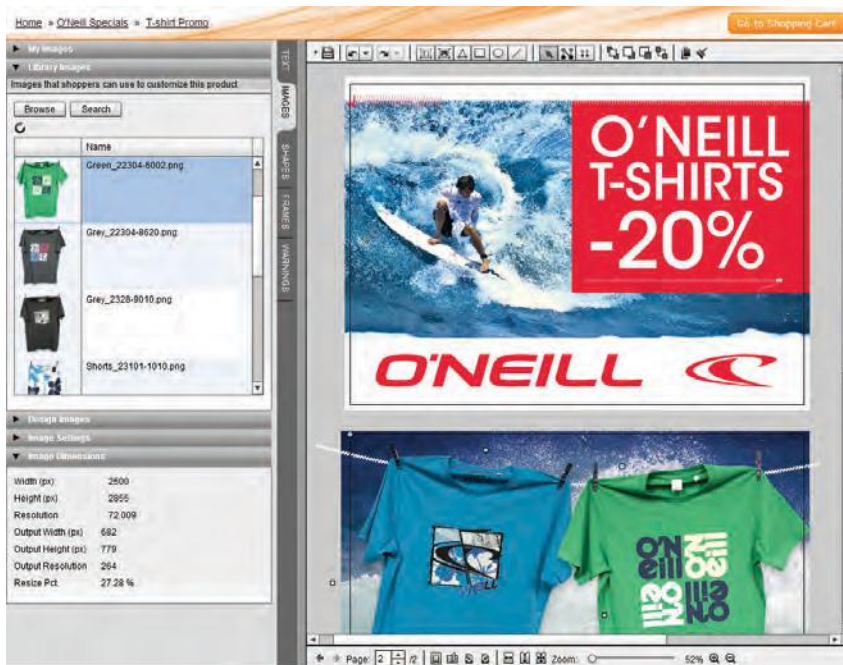 Home » O'Neill Specials » T-shirt Promo
Go to Shopping Cart
My Images
Library Images
Images that shoppers can use to customize this product
Browse Search
Name
Green_22304-6002.png
Grey_22304-8620.png
Grey_2328-9010.png
Shorts_23101-1010.png
Design Images
Image Settings
Image Dimensions
Width (px) 2500
Height (px) 2855
Resolution 72.009
Output Width (px) 682
Output Height (px) 779
Output Resolution 264
Resize Pct. 27.28 %
TEXT
IMAGES
SHAPES
FRAMES
WARNINGS
O'NEILL
T-SHIRTS
-20%
O'NEILL
O'N
eill
Page: 2 /2 Zoom: 52%